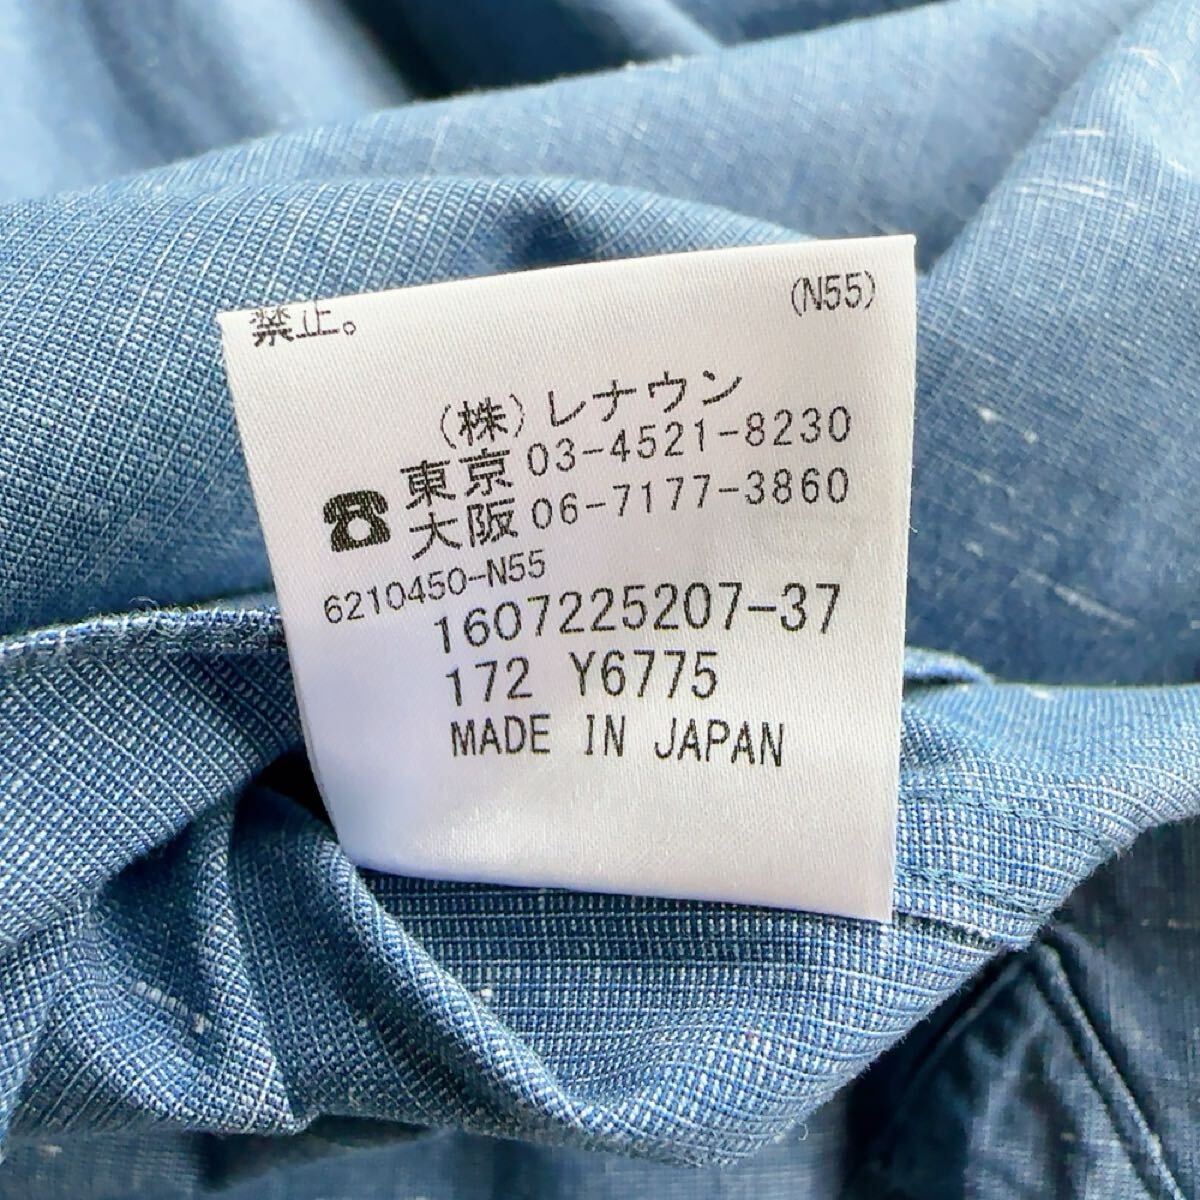 禁止。
(N55)
(株)レナウン
☎ 東京 03-4521-8230
大阪 06-7177-3860
6210450-N55
1607225207-37
172 Y6775
MADE IN JAPAN